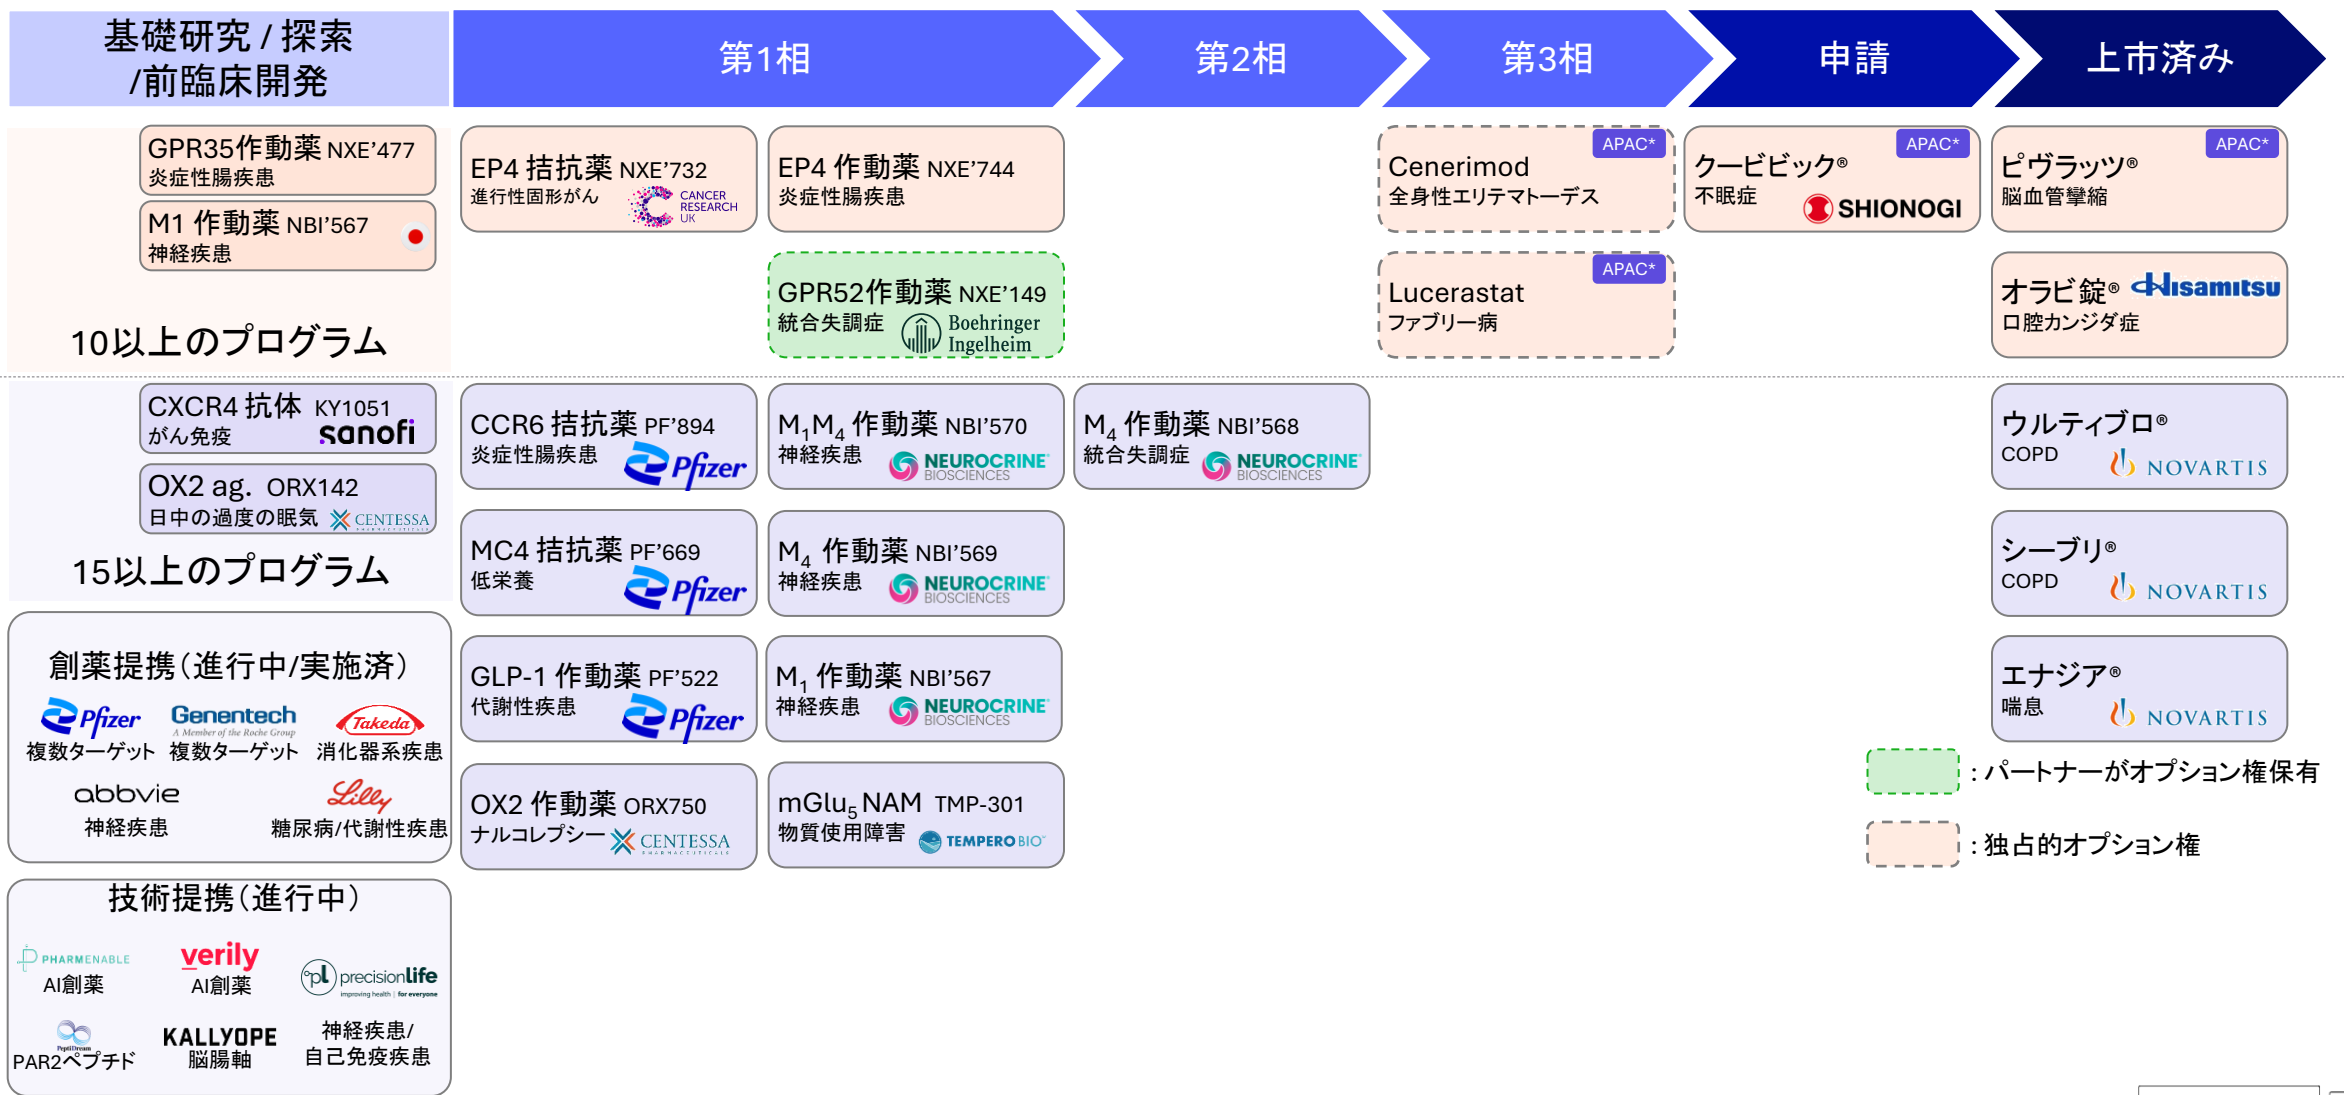 基礎研究 / 探索
/前臨床開発
第1相
第2相
第3相
申請
上市済み
GPR35作動薬 NXE'477
炎症性腸疾患
M1 作動薬 NBI'567
神経疾患
10以上のプログラム
EP4 拮抗薬 NXE'732
進行性固形がん
CANCER
RESEARCH
UK
EP4 作動薬 NXE'744
炎症性腸疾患
GPR52作動薬 NXE'149
統合失調症
Boehringer
Ingelheim
APAC*
Cenerimod
全身性エリテマトーデス
APAC*
Lucerastat
ファブリー病
APAC*
クービビック®
不眠症
SHIONOGI
APAC*
ピヴラッツ®
脳血管攣縮
オラビ錠® Hisamitsu
口腔カンジダ症
CXCR4 抗体 KY1051
がん免疫 sanofi
OX2 ag. ORX142
日中の過度の眠気 CENTESSA
PHARMACEUTICALS
15以上のプログラム
CCR6 拮抗薬 PF'894
炎症性腸疾患
Pfizer
M1M4 作動薬 NBI'570
神経疾患 NEUROCRINE
BIOSCIENCES
M4 作動薬 NBI'568
統合失調症 NEUROCRINE
BIOSCIENCES
ウルティブロ®
COPD
NOVARTIS
MC4 拮抗薬 PF'669
低栄養
Pfizer
M4 作動薬 NBI'569
神経疾患 NEUROCRINE
BIOSCIENCES
シーブリ®
COPD
NOVARTIS
GLP-1 作動薬 PF'522
代謝性疾患
Pfizer
M1 作動薬 NBI'567
神経疾患 NEUROCRINE
BIOSCIENCES
エナジア®
喘息
NOVARTIS
OX2 作動薬 ORX750
ナルコレプシー CENTESSA
PHARMACEUTICALS
mGlu5 NAM TMP-301
物質使用障害
TEMPERO BIO
: パートナーがオプション権保有
: 独占的オプション権
創薬提携（進行中/実施済）
Pfizer
複数ターゲット
Genentech
A Member of the Roche Group
複数ターゲット
Takeda
消化器系疾患
abbvie
神経疾患
Lilly
糖尿病/代謝性疾患
技術提携（進行中）
PHARMENABLE
AI創薬
verily
AI創薬
pl precisionlife
improving health | for everyone
神経疾患/
自己免疫疾患
PeptiDream
PAR2ペプチド
KALLYOPE
脳腸軸